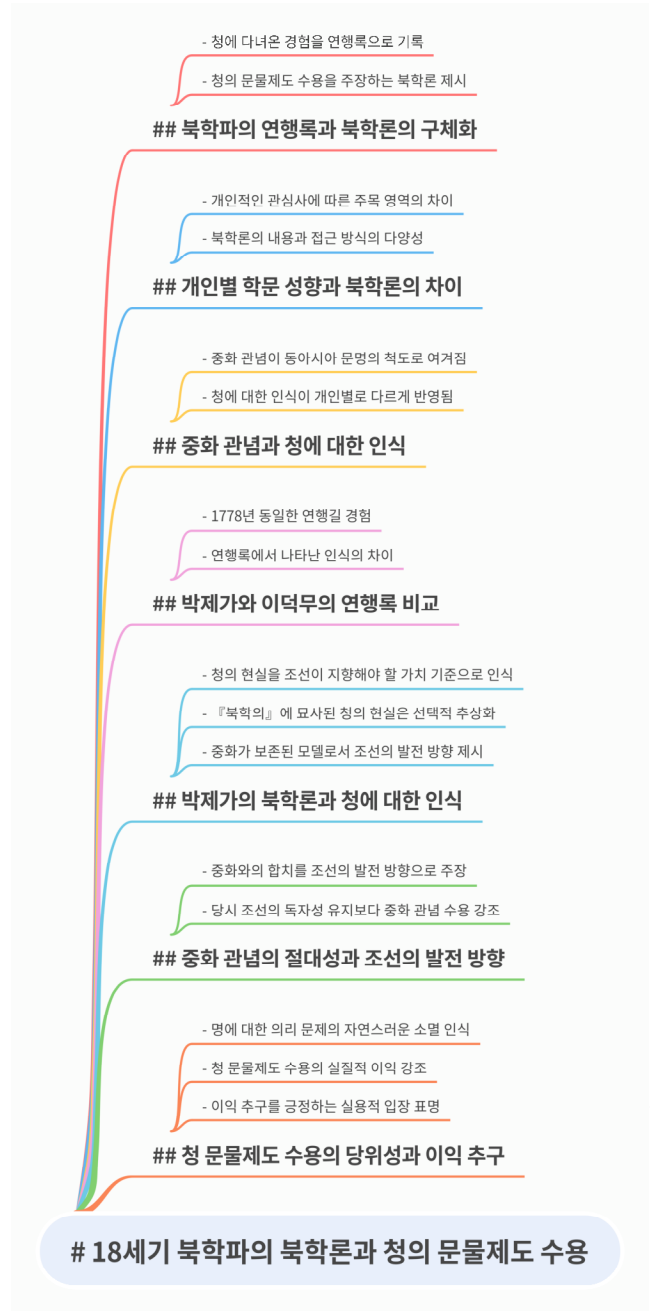 - 청에 다녀온 경험을 연행록으로 기록
- 청의 문물제도 수용을 주장하는 북학론 제시
## 북학파의 연행록과 북학론의 구체화
- 개인적인 관심사에 따른 주목 영역의 차이
- 북학론의 내용과 접근 방식의 다양성
## 개인별 학문 성향과 북학론의 차이
- 중화 관념이 동아시아 문명의 척도로 여겨짐
- 청에 대한 인식이 개인별로 다르게 반영됨
## 중화 관념과 청에 대한 인식
- 1778년 동일한 연행길 경험
- 연행록에서 나타난 인식의 차이
## 박제가와 이덕무의 연행록 비교
- 청의 현실을 조선이 지향해야 할 가치 기준으로 인식
- 『북학의』에 묘사된 청의 현실은 선택적 추상화
- 중화가 보존된 모델로서 조선의 발전 방향 제시
## 박제가의 북학론과 청에 대한 인식
- 중화와의 합치를 조선의 발전 방향으로 주장
- 당시 조선의 독자성 유지보다 중화 관념 수용 강조
## 중화 관념의 절대성과 조선의 발전 방향
- 명에 대한 의리 문제의 자연스러운 소멸 인식
- 청 문물제도 수용의 실질적 이익 강조
- 이익 추구를 긍정하는 실용적 입장 표명
## 청 문물제도 수용의 당위성과 이익 추구
# 18세기 북학파의 북학론과 청의 문물제도 수용